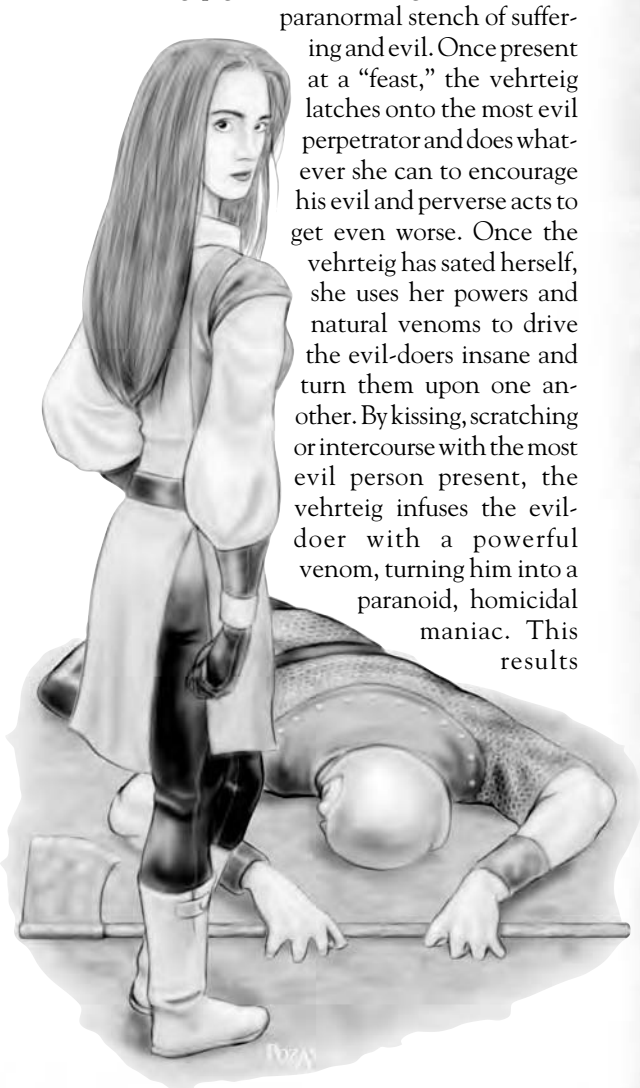 paranormal stench of suffer-
ing and evil. Once present
at a “feast,” the vehrteig
latches onto the most evil
perpetrator and does what-
ever she can to encourage
his evil and perverse acts to
get even worse. Once the
vehrteig has sated herself,
she uses her powers and
natural venoms to drive
the evil-doers insane and
turn them upon one an-
other. By kissing, scratching
or intercourse with the most
evil person present, the
vehrteig infuses the evil-
doer with a powerful
venom, turning him into a
paranoid, homicidal
maniac. This
results